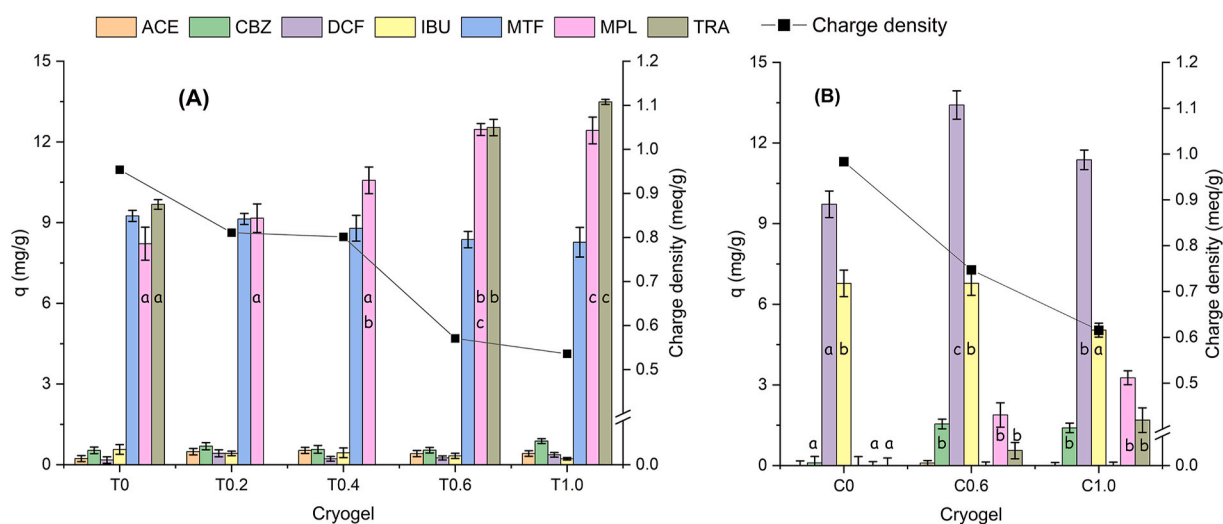 ACE CBZ DCF IBU MTF MPL TRA Charge density
(A)
q (mg/g)
15
12
9
6
3
0
a a a a b b c b c c
T0 T0.2 T0.4 T0.6 T1.0
Cryogel
1.2
1.1
1.0
0.9
0.8
0.7
0.6
0.5
0.0
Charge density (meq/g)
(B)
q (mg/g)
15
12
9
6
3
0
a a b a a
b c b b b
b b a b b
C0 C0.6 C1.0
Cryogel
1.2
1.1
1.0
0.9
0.8
0.7
0.6
0.5
0.0
Charge density (meq/g)